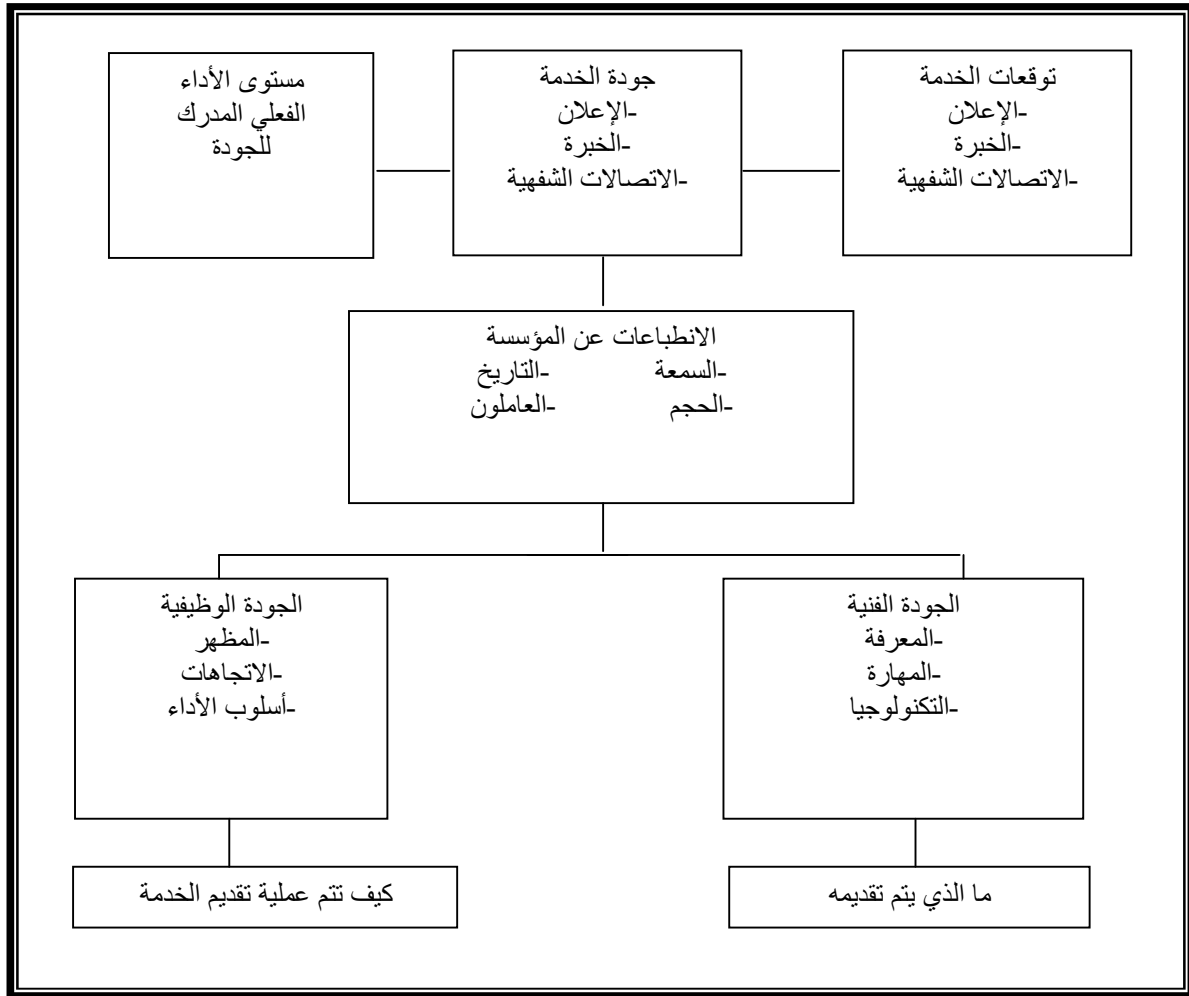 توقعات الخدمة
-الإعلان
-الخبرة
-الاتصالات الشفهية
جودة الخدمة
-الإعلان
-الخبرة
-الاتصالات الشفهية
مستوى الأداء
الفعلي المدرك
للجودة
الانطباعات عن المؤسسة
-السمعة -التاريخ
-الحجم -العاملون
الجودة الفنية
-المعرفة
-المهارة
-التكنولوجيا
الجودة الوظيفية
-المظهر
-الاتجاهات
-أسلوب الأداء
ما الذي يتم تقديمه
كيف تتم عملية تقديم الخدمة